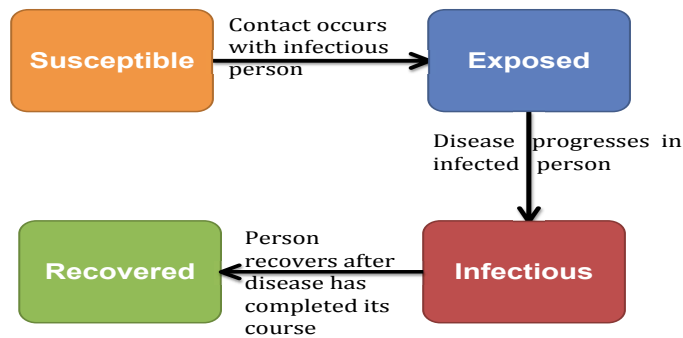 Susceptible
Contact occurs
with infectious
person
Exposed
Disease progresses in
infected person
Infectious
Person
recovers after
disease has
completed its
course
Recovered